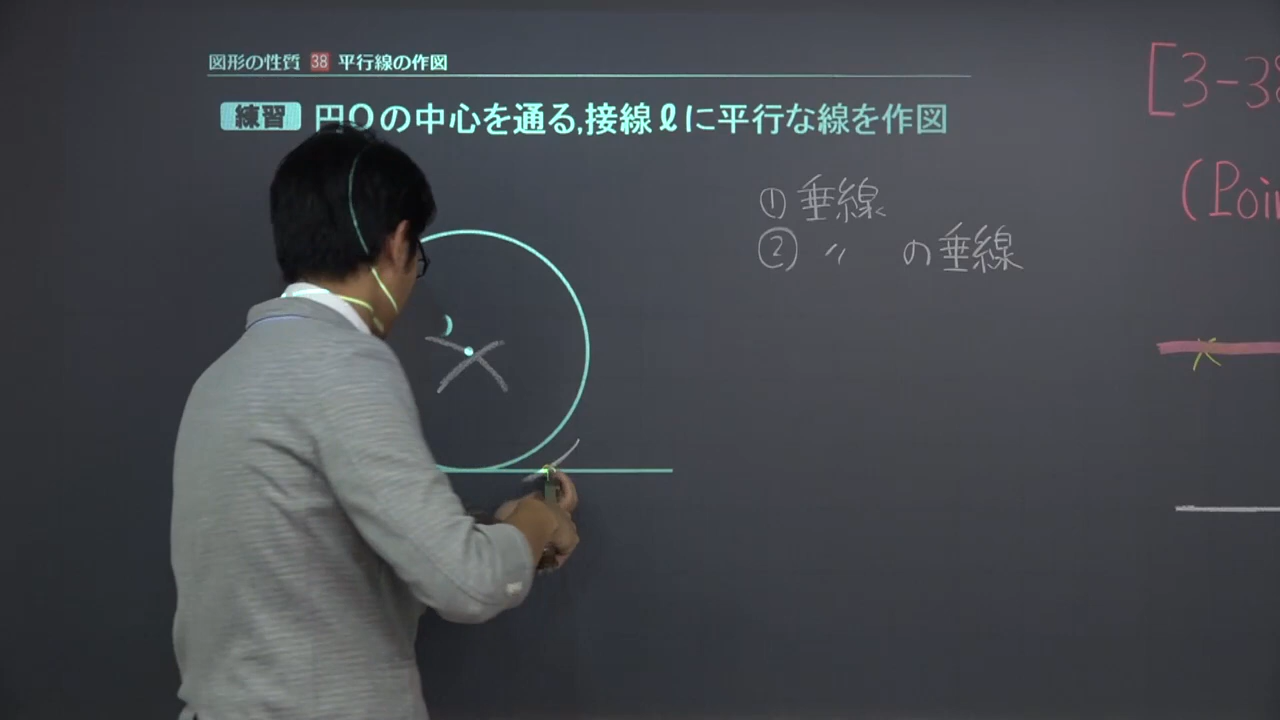 図形の性質 38 平行線の作図
練習 円Oの中心を通る,接線ℓに平行な線を作図
① 垂線
② 〃 の垂線
[3-38
(Poin